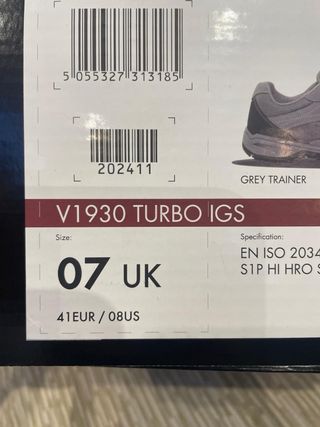 5 055327 313185
202411
GREY TRAINER
V1930 TURBO IGS
Size:
07 UK
41EUR / 08US
Specification:
EN ISO 2034
S1P HI HRO